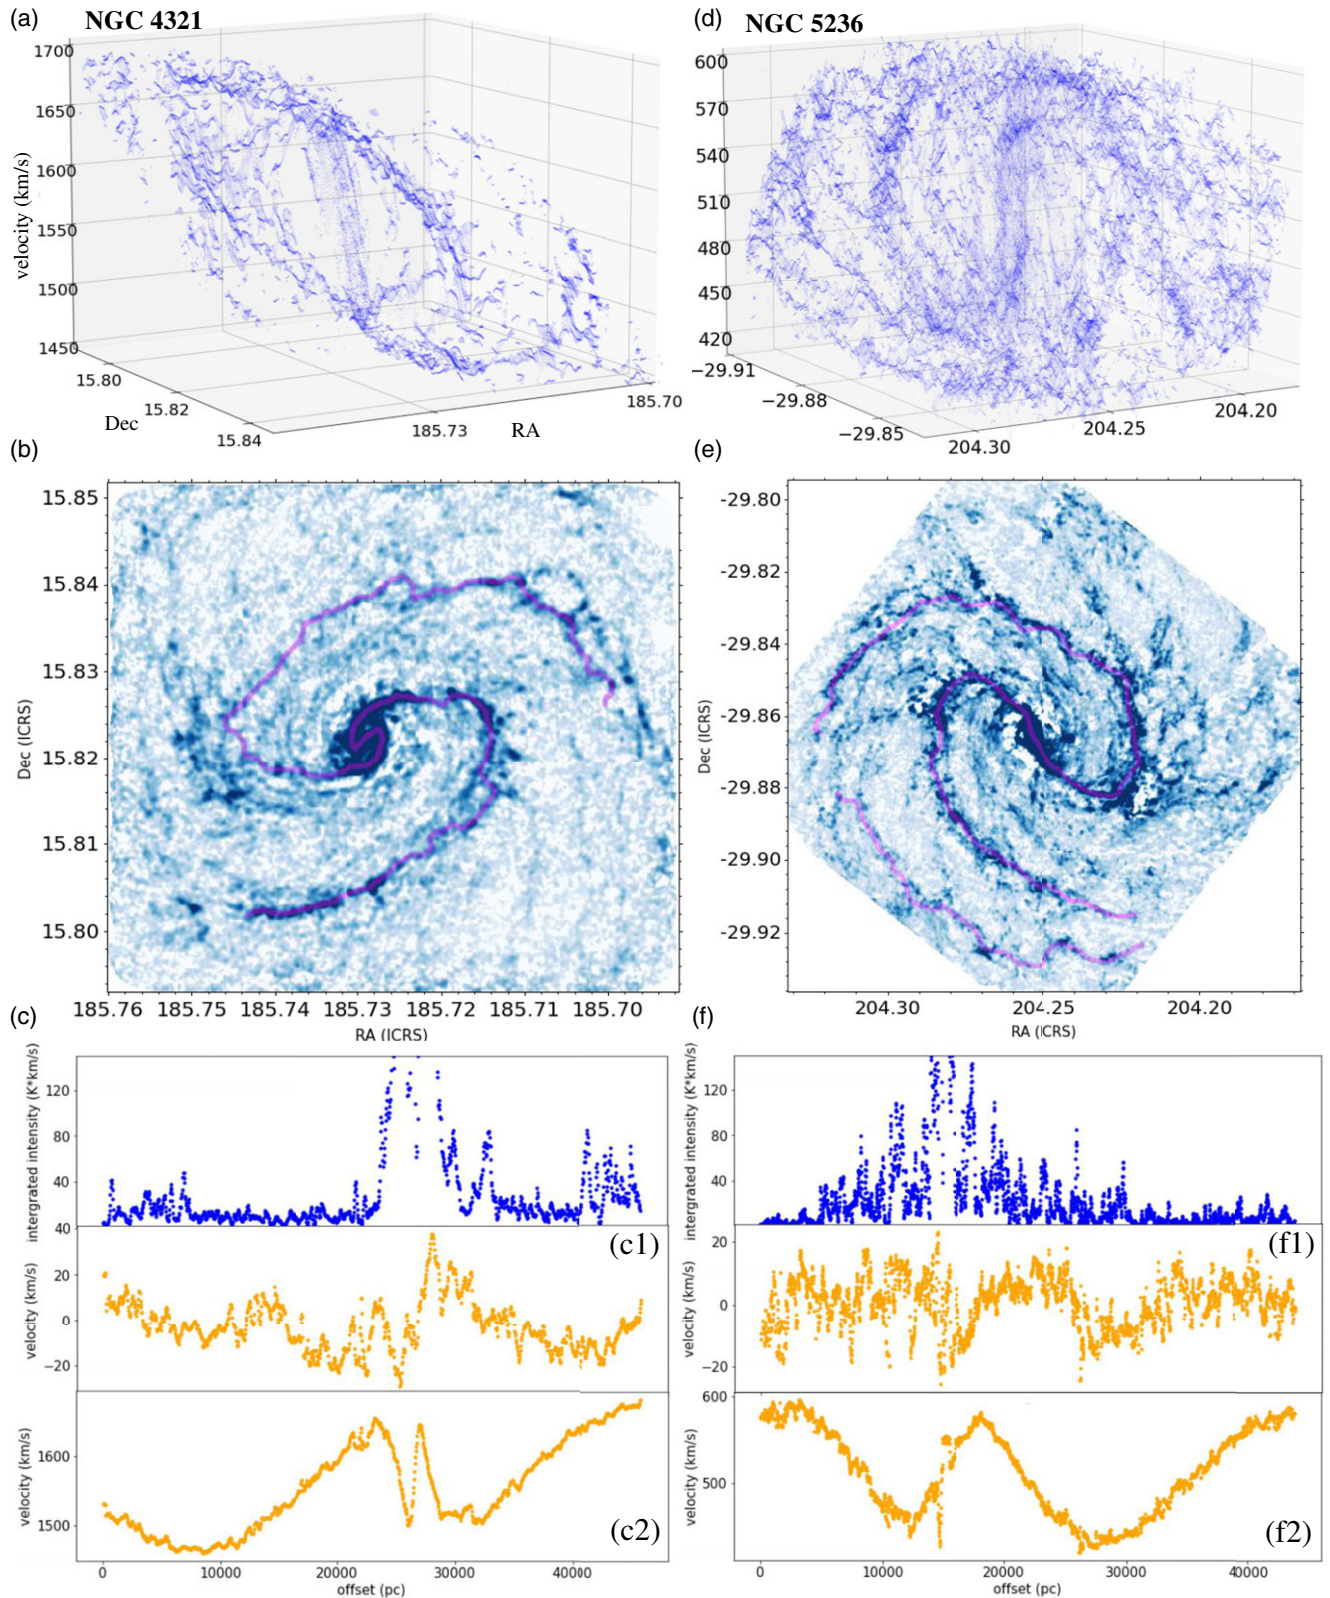 (a) NGC 4321
1700
1650
1600
1550
1500
1450
velocity (km/s)
15.80
15.82
15.84
Dec
185.73
185.70
RA
(d) NGC 5236
600
570
540
510
480
450
420
−29.91
−29.88
−29.85
204.30
204.25
204.20
(b)
15.85
15.84
15.83
15.82
15.81
15.80
Dec (ICRS)
185.76 185.75 185.74 185.73 185.72 185.71 185.70
RA (ICRS)
(e)
-29.80
-29.82
-29.84
-29.86
-29.88
-29.90
-29.92
Dec (ICRS)
204.30 204.25 204.20
RA (ICRS)
(c)
intergrated intensity (K*km/s)
120
80
40
(c1)
velocity (km/s)
40
20
0
−20
velocity (km/s)
1600
1500
(c2)
0 10000 20000 30000 40000
offset (pc)
(f)
intergrated intensity (K*km/s)
120
80
40
(f1)
velocity (km/s)
20
0
−20
velocity (km/s)
600
500
(f2)
0 10000 20000 30000 40000
offset (pc)